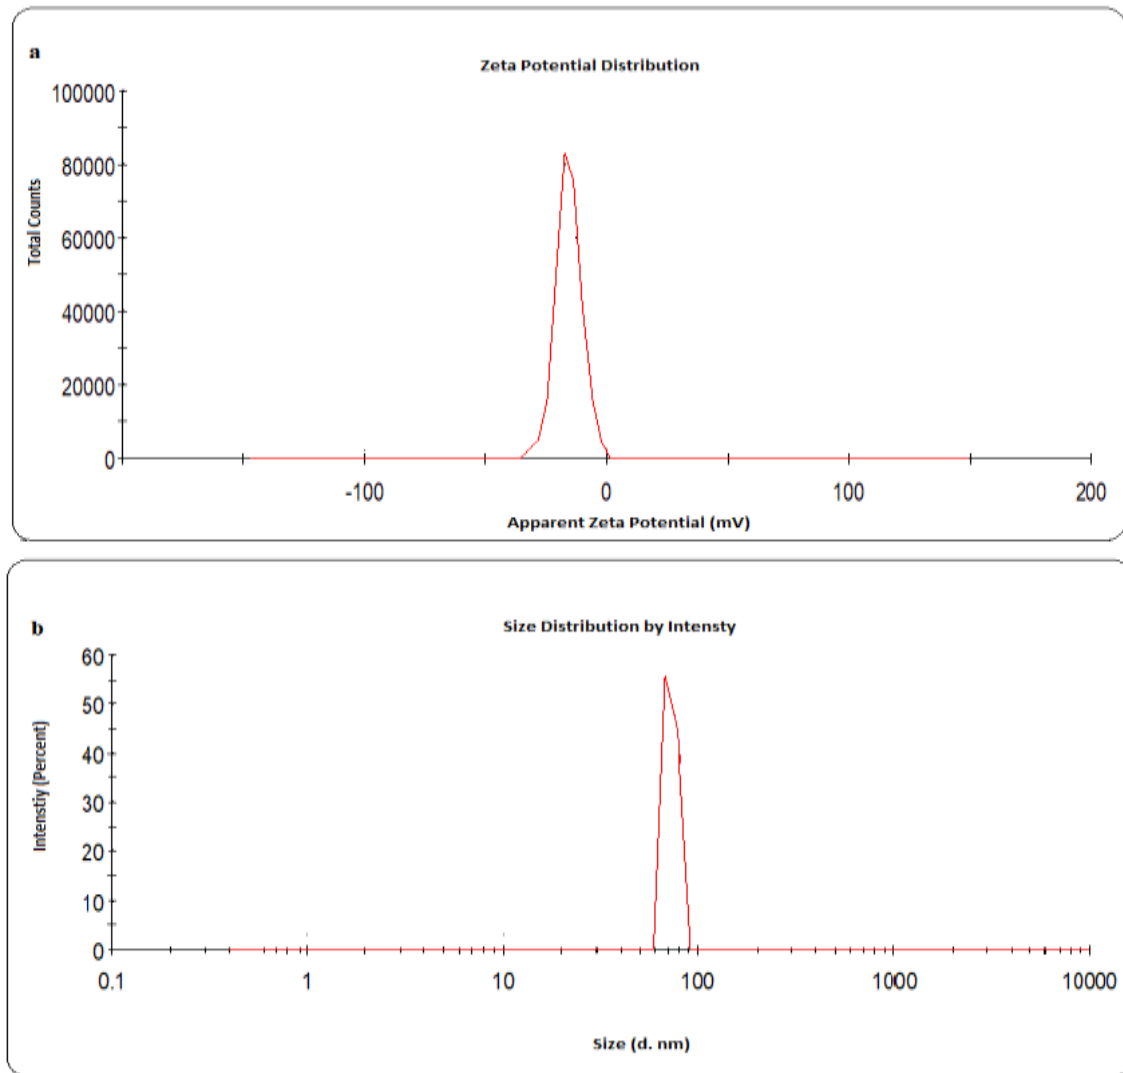 a
Zeta Potential Distribution
100000
80000
60000
40000
20000
0
Total Counts
-100 0 100 200
Apparent Zeta Potential (mV)
b
Size Distribution by Intensty
60
50
40
30
20
10
0
Intenstiy (Percent)
0.1 1 10 100 1000 10000
Size (d. nm)